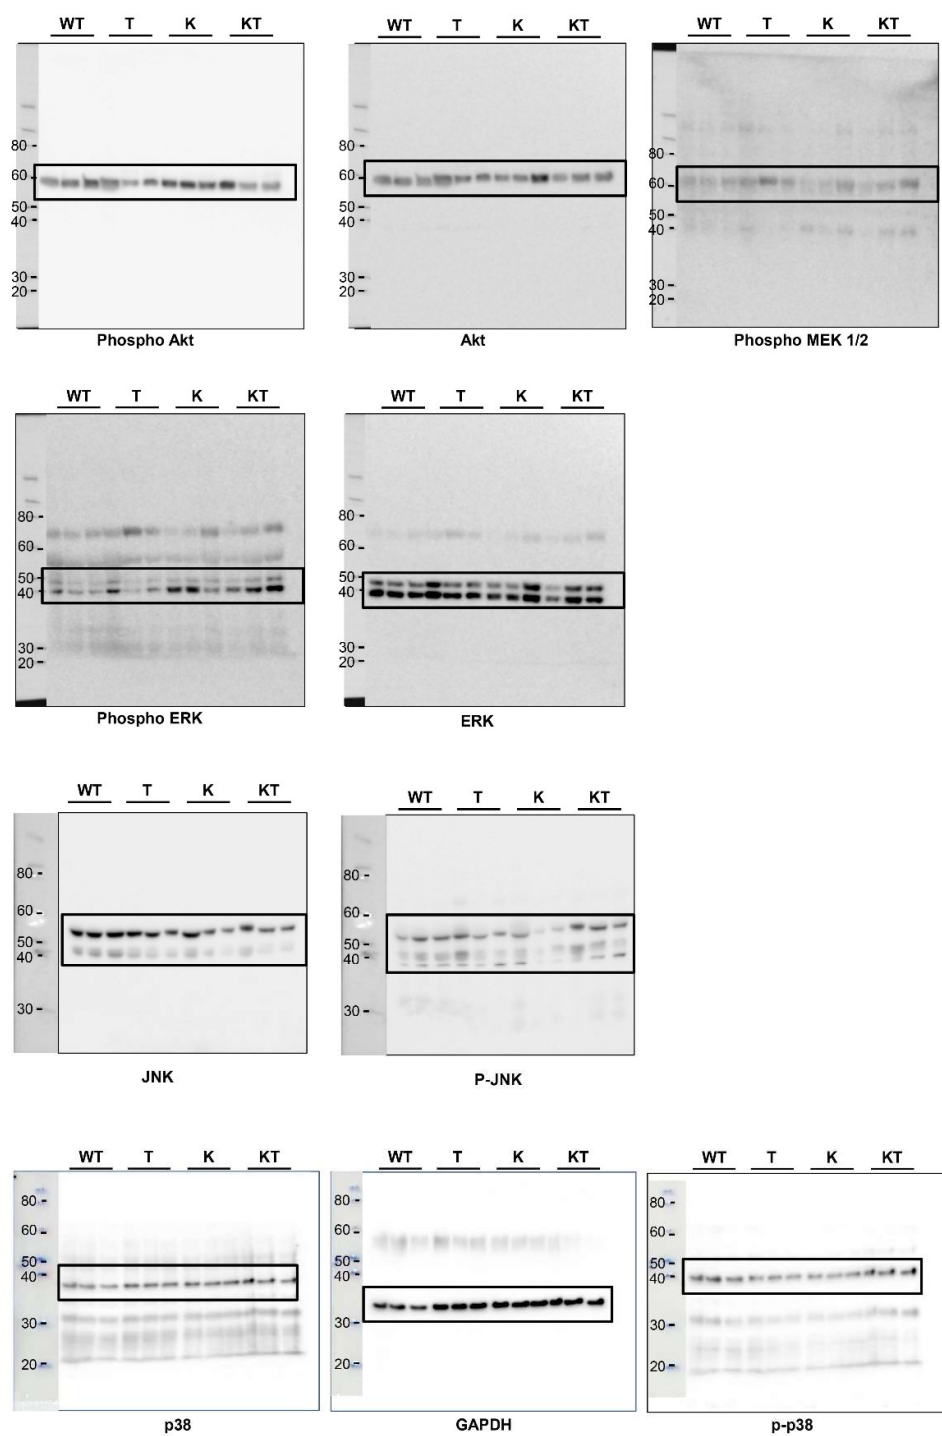 WT T K KT
80 -
60 -
50 -
40 -
30 -
20 -
Phospho Akt
WT T K KT
80 -
60 -
50 -
40 -
30 -
20 -
Akt
WT T K KT
80 -
60 -
50 -
40 -
30 -
20 -
Phospho MEK 1/2
WT T K KT
80 -
60 -
50 -
40 -
30 -
20 -
Phospho ERK
WT T K KT
80 -
60 -
50 -
40 -
30 -
20 -
ERK
WT T K KT
80 -
60 -
50 -
40 -
30 -
JNK
WT T K KT
80 -
60 -
50 -
40 -
30 -
P-JNK
WT T K KT
80 -
60 -
50 -
40 -
30 -
20 -
p38
WT T K KT
80 -
60 -
50 -
40 -
30 -
20 -
GAPDH
WT T K KT
80 -
60 -
50 -
40 -
30 -
20 -
p-p38